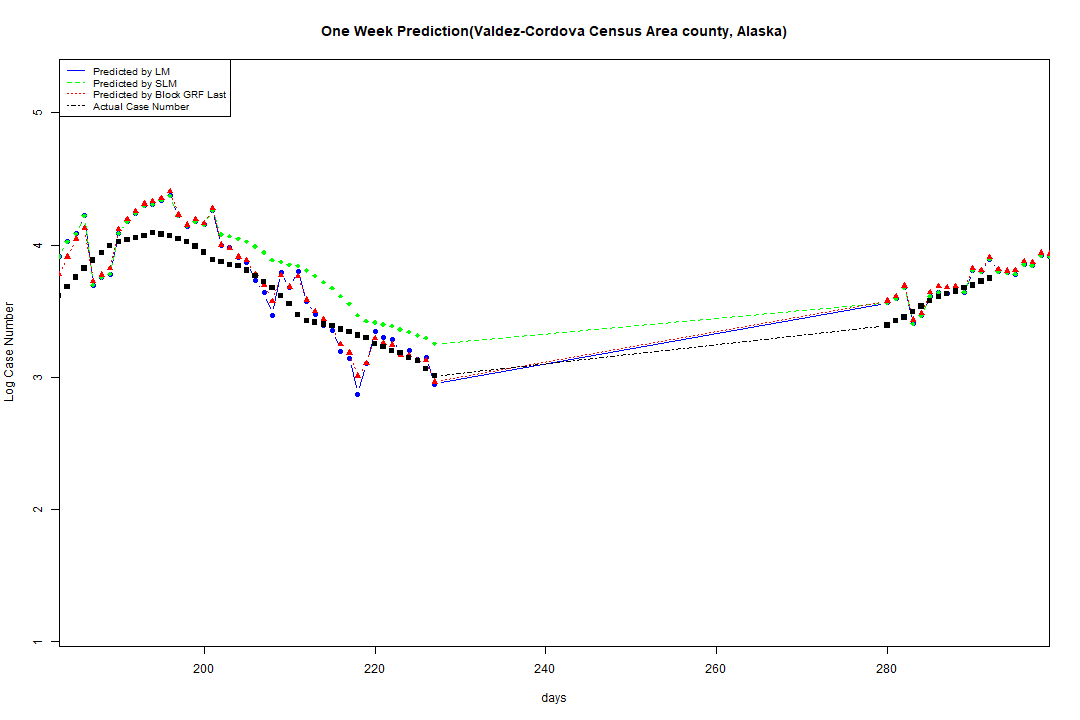 One Week Prediction(Valdez-Cordova Census Area county, Alaska)
Predicted by LM
Predicted by SLM
Predicted by Block GRF Last
Actual Case Number
5
4
3
2
1
Log Case Number
200
220
240
260
280
days